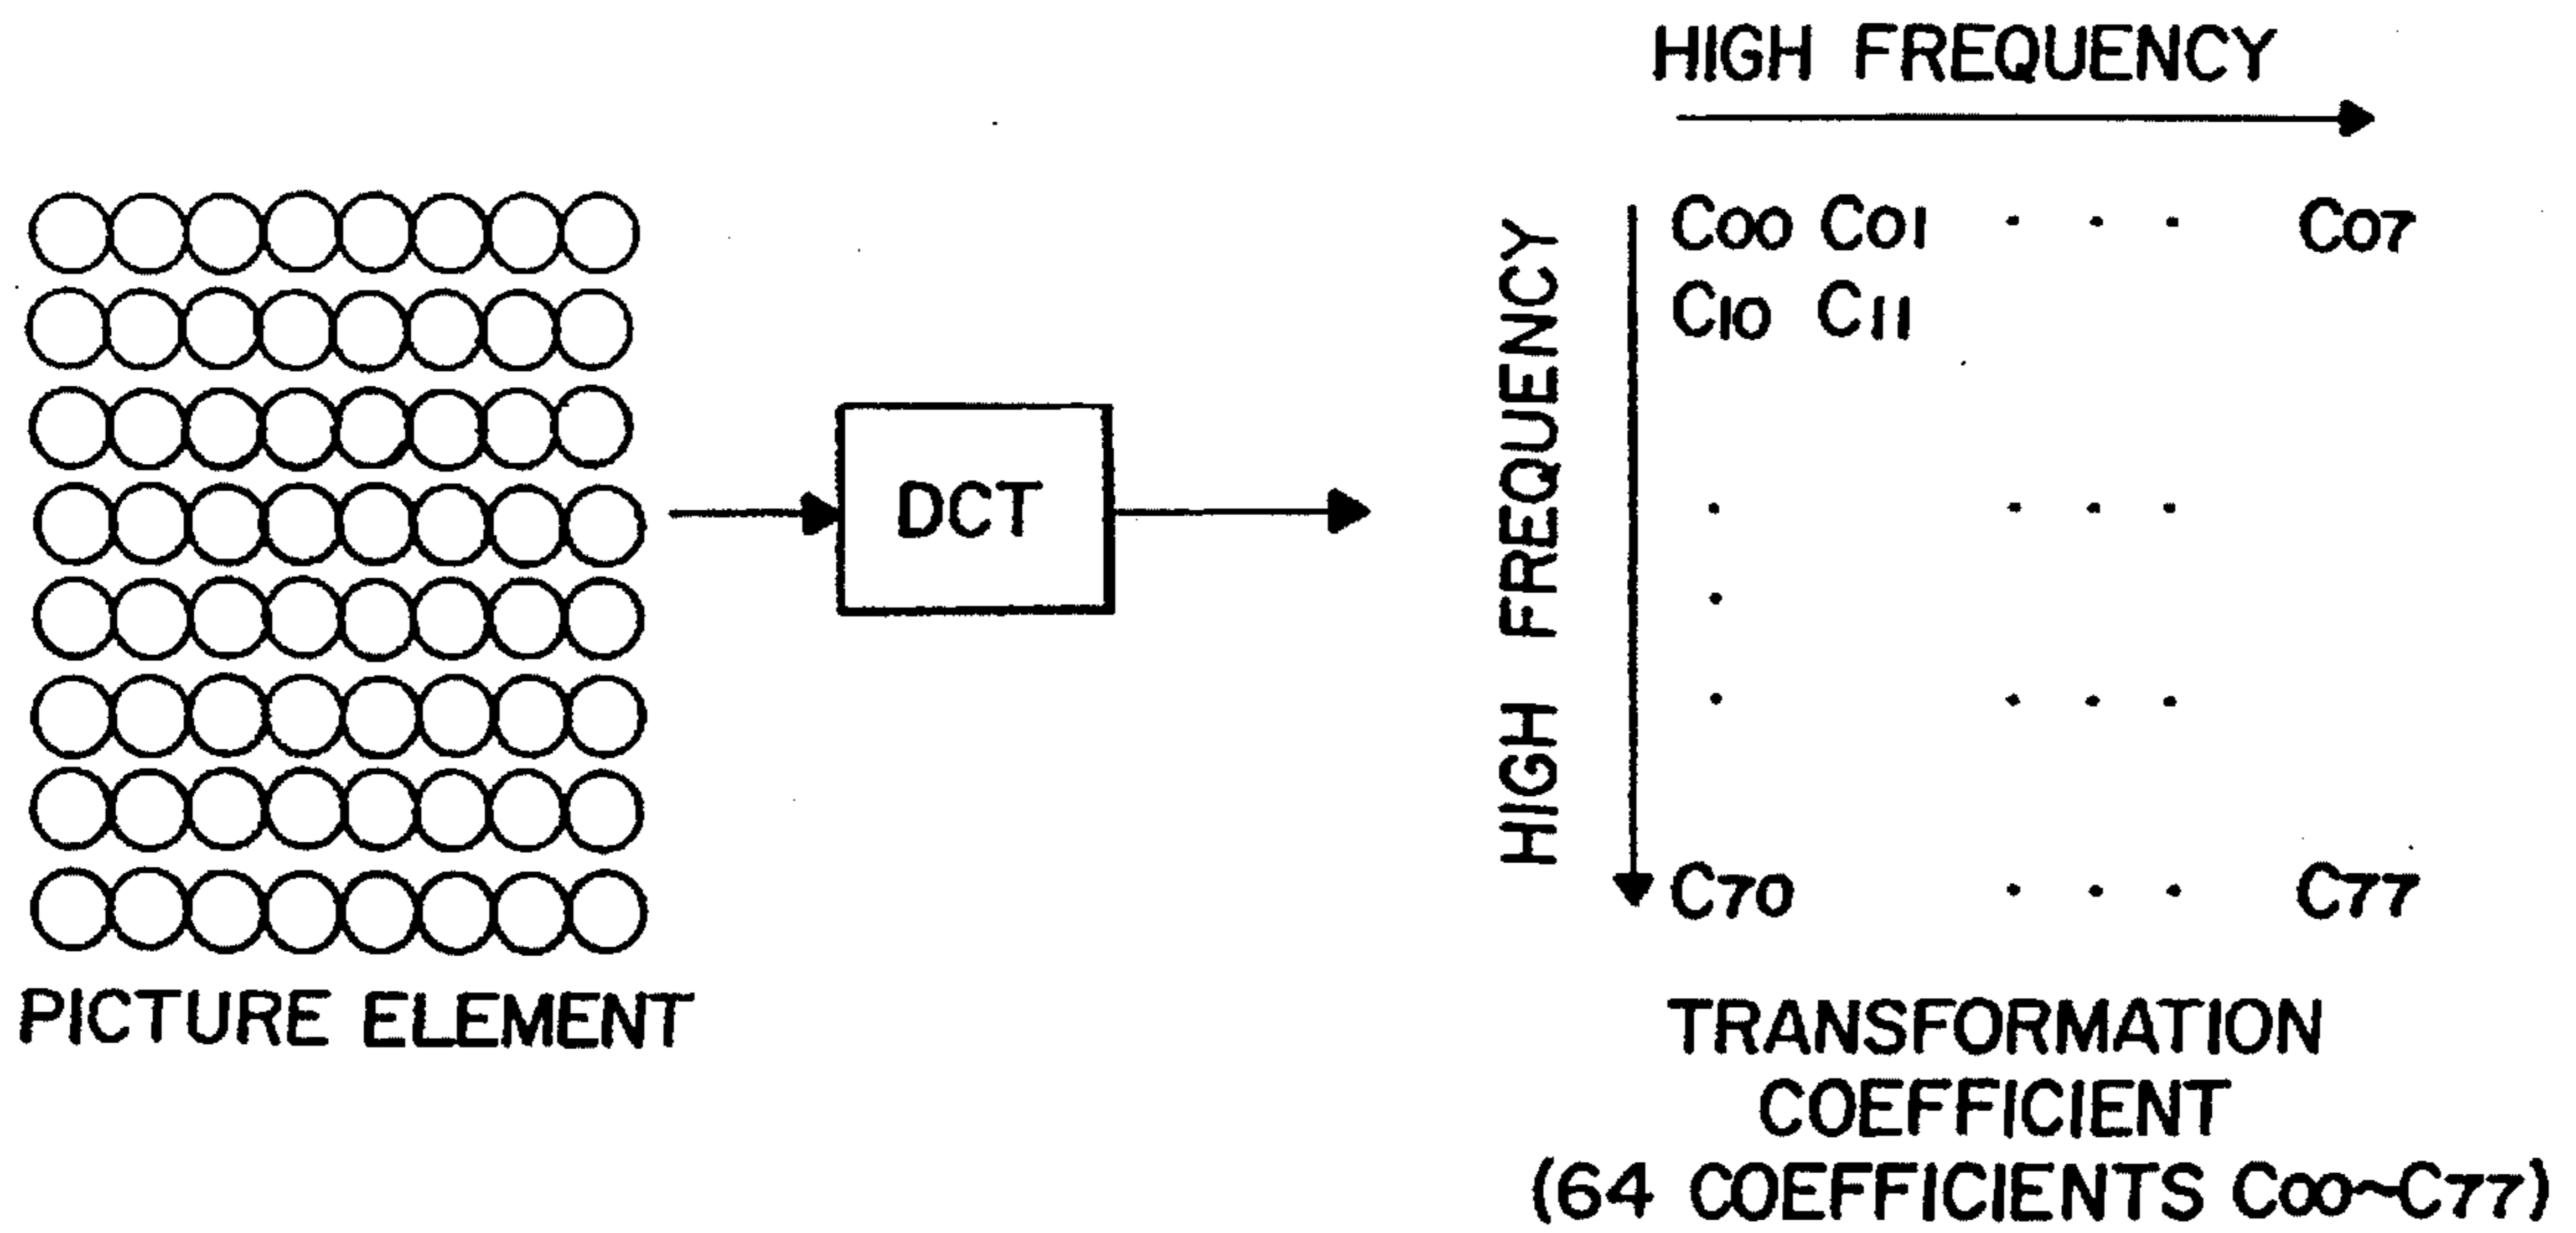 HIGH FREQUENCY
HIGH FREQUENCY
C00 C01 . . . C07
C10 C11
. . . .
.
. . . .
C70 . . . C77
DCT
PICTURE ELEMENT
TRANSFORMATION
COEFFICIENT
(64 COEFFICIENTS C00~C77)